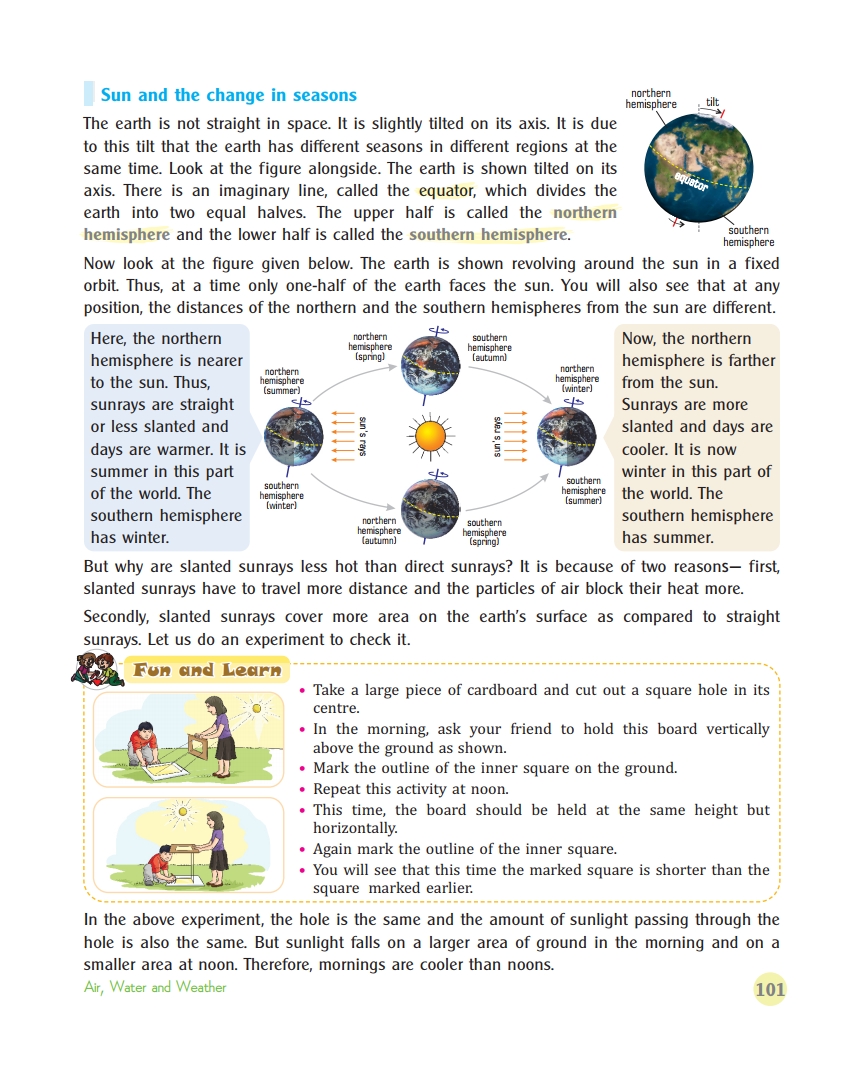 Sun and the change in seasons
The earth is not straight in space. It is slightly tilted on its axis. It is due
to this tilt that the earth has different seasons in different regions at the
same time. Look at the figure alongside. The earth is shown tilted on its
axis. There is an imaginary line, called the equator, which divides the
earth into two equal halves. The upper half is called the northern
hemisphere and the lower half is called the southern hemisphere.
northern
hemisphere
tilt
equator
southern
hemisphere
Now look at the figure given below. The earth is shown revolving around the sun in a fixed
orbit. Thus, at a time only one-half of the earth faces the sun. You will also see that at any
position, the distances of the northern and the southern hemispheres from the sun are different.
Here, the northern
hemisphere is nearer
to the sun. Thus,
sunrays are straight
or less slanted and
days are warmer. It is
summer in this part
of the world. The
southern hemisphere
has winter.
northern
hemisphere
(summer)
southern
hemisphere
(winter)
northern
hemisphere
(spring)
southern
hemisphere
(autumn)
sun's rays
sun's rays
northern
hemisphere
(autumn)
southern
hemisphere
(spring)
northern
hemisphere
(winter)
southern
hemisphere
(summer)
Now, the northern
hemisphere is farther
from the sun.
Sunrays are more
slanted and days are
cooler. It is now
winter in this part of
the world. The
southern hemisphere
has summer.
But why are slanted sunrays less hot than direct sunrays? It is because of two reasons— first,
slanted sunrays have to travel more distance and the particles of air block their heat more.
Secondly, slanted sunrays cover more area on the earth's surface as compared to straight
sunrays. Let us do an experiment to check it.
Fun and Learn
• Take a large piece of cardboard and cut out a square hole in its
centre.
• In the morning, ask your friend to hold this board vertically
above the ground as shown.
• Mark the outline of the inner square on the ground.
• Repeat this activity at noon.
• This time, the board should be held at the same height but
horizontally.
• Again mark the outline of the inner square.
• You will see that this time the marked square is shorter than the
square marked earlier.
In the above experiment, the hole is the same and the amount of sunlight passing through the
hole is also the same. But sunlight falls on a larger area of ground in the morning and on a
smaller area at noon. Therefore, mornings are cooler than noons.
Air, Water and Weather
101